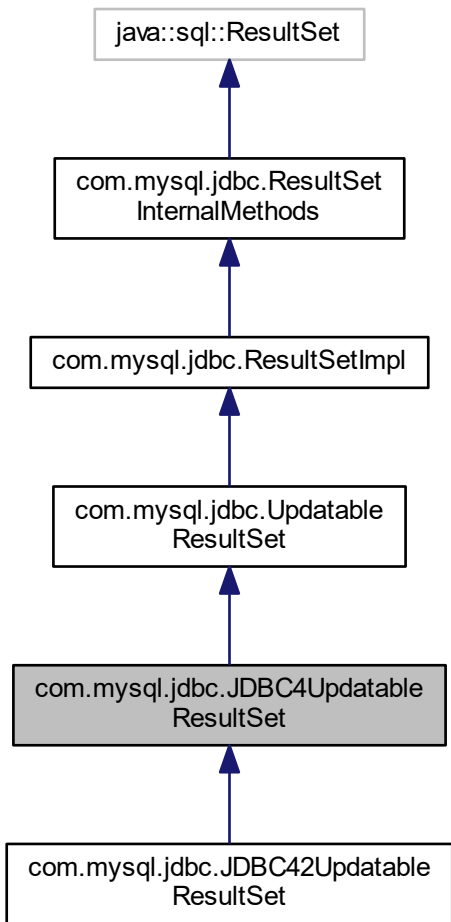 java::sql::ResultSet
com.mysql.jdbc.ResultSet
InternalMethods
com.mysql.jdbc.ResultSetImpl
com.mysql.jdbc.Updatable
ResultSet
com.mysql.jdbc.JDBC4Updatable
ResultSet
com.mysql.jdbc.JDBC42Updatable
ResultSet